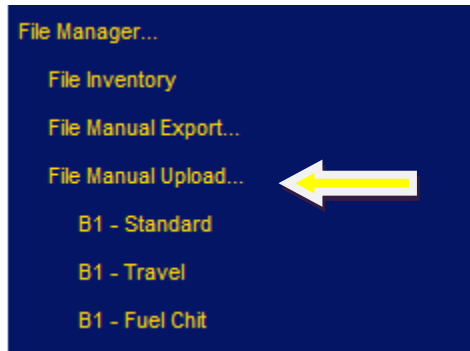 File Manager...
File Inventory
File Manual Export...
File Manual Upload...
B1 - Standard
B1 - Travel
B1 - Fuel Chit